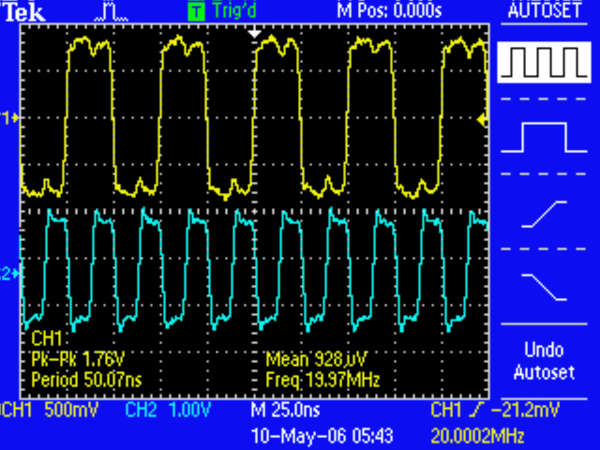 Tek T Trig'd M Pos: 0.000s AUTOSET
1
2
CH1
Pk-Pk 1.76V Mean 928uV
Period 50.07ns Freq 19.97MHz
Undo
Autoset
CH1 500mV CH2 1.00V M 25.0ns CH1 -21.2mV
10-May-06 05:43 20.0002MHz